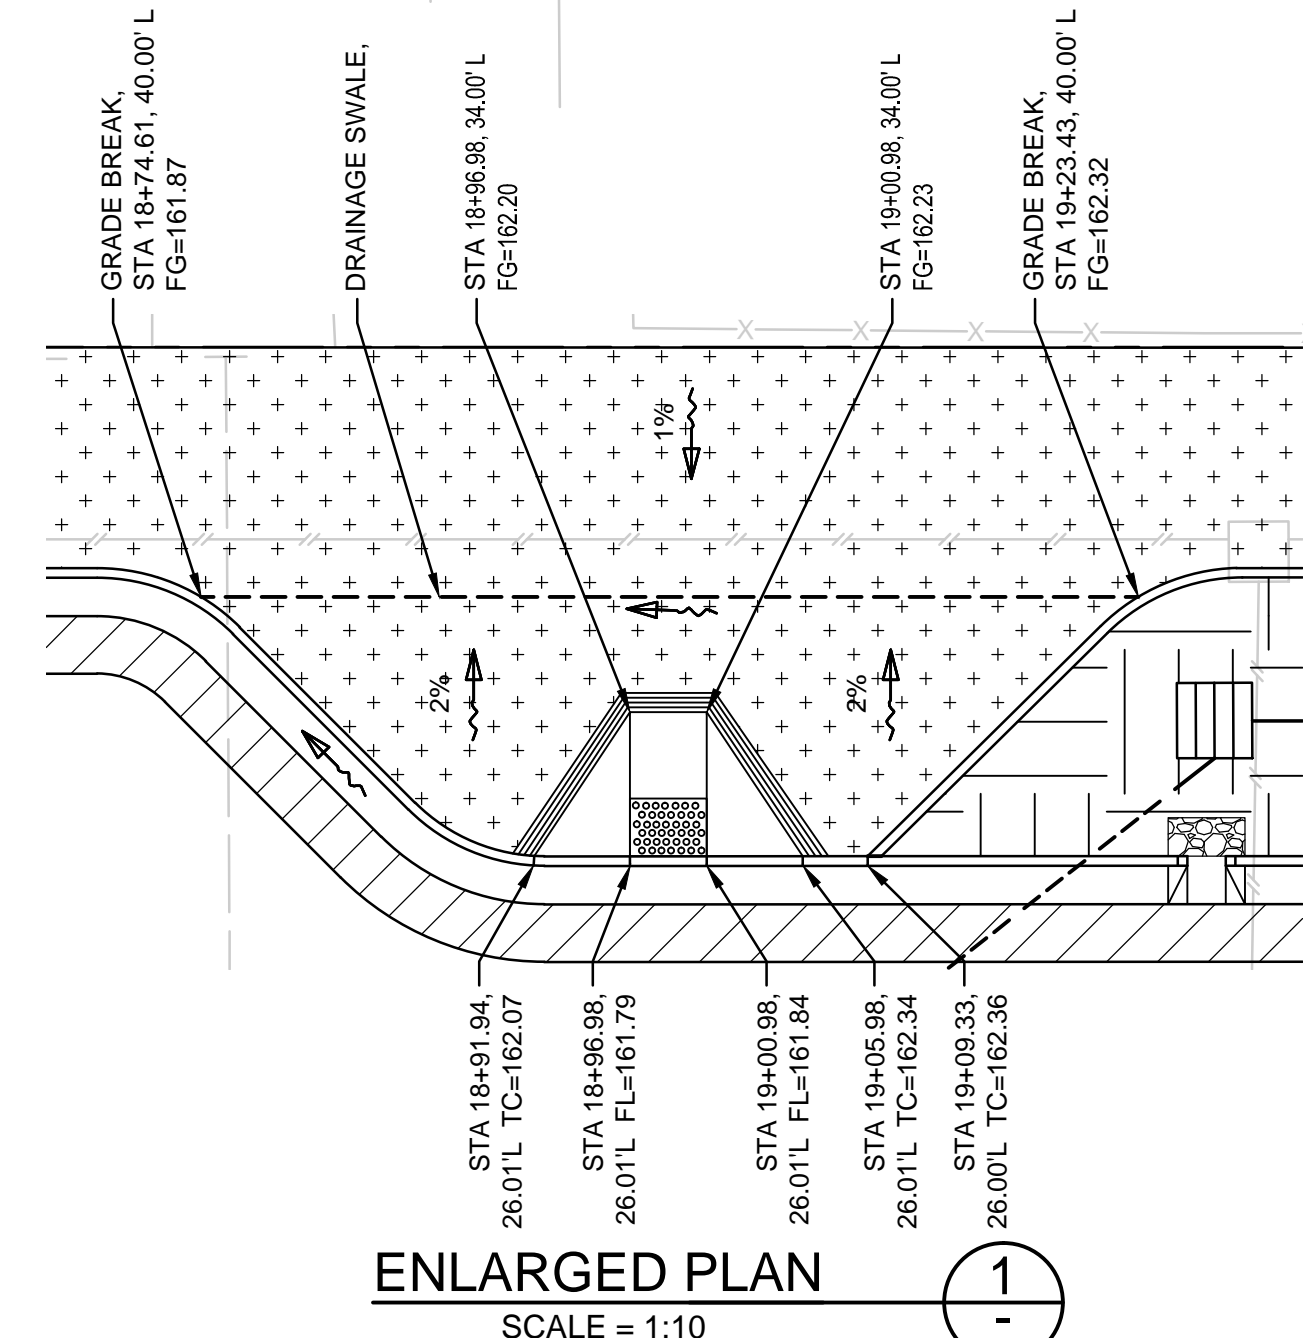 GRADE BREAK,
STA 18+74.61, 40.00' L
FG=161.87
DRAINAGE SWALE,
STA 18+96.98, 34.00' L
FG=162.20
STA 19+00.98, 34.00' L
FG=162.23
GRADE BREAK,
STA 19+23.43, 40.00' L
FG=162.32
X X X X
1%
2%
2%
STA 18+91.94,
26.01'L TC=162.07
STA 18+96.98,
26.01'L FL=161.79
STA 19+00.98,
26.01'L FL=161.84
STA 19+05.98,
26.01'L TC=162.34
STA 19+09.33,
26.00'L TC=162.36
ENLARGED PLAN
SCALE = 1:10
1
-